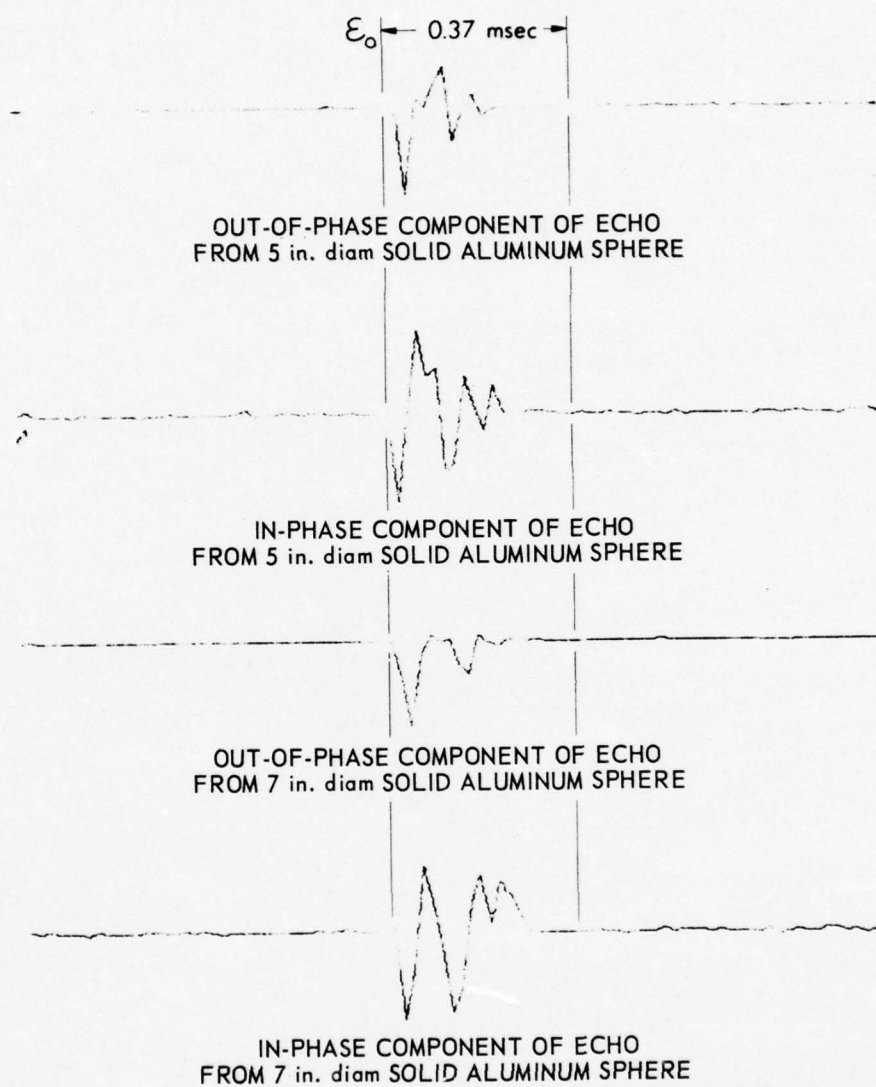 ε₀ 0.37 msec
OUT-OF-PHASE COMPONENT OF ECHO
FROM 5 in. diam SOLID ALUMINUM SPHERE
IN-PHASE COMPONENT OF ECHO
FROM 5 in. diam SOLID ALUMINUM SPHERE
OUT-OF-PHASE COMPONENT OF ECHO
FROM 7 in. diam SOLID ALUMINUM SPHERE
IN-PHASE COMPONENT OF ECHO
FROM 7 in. diam SOLID ALUMINUM SPHERE